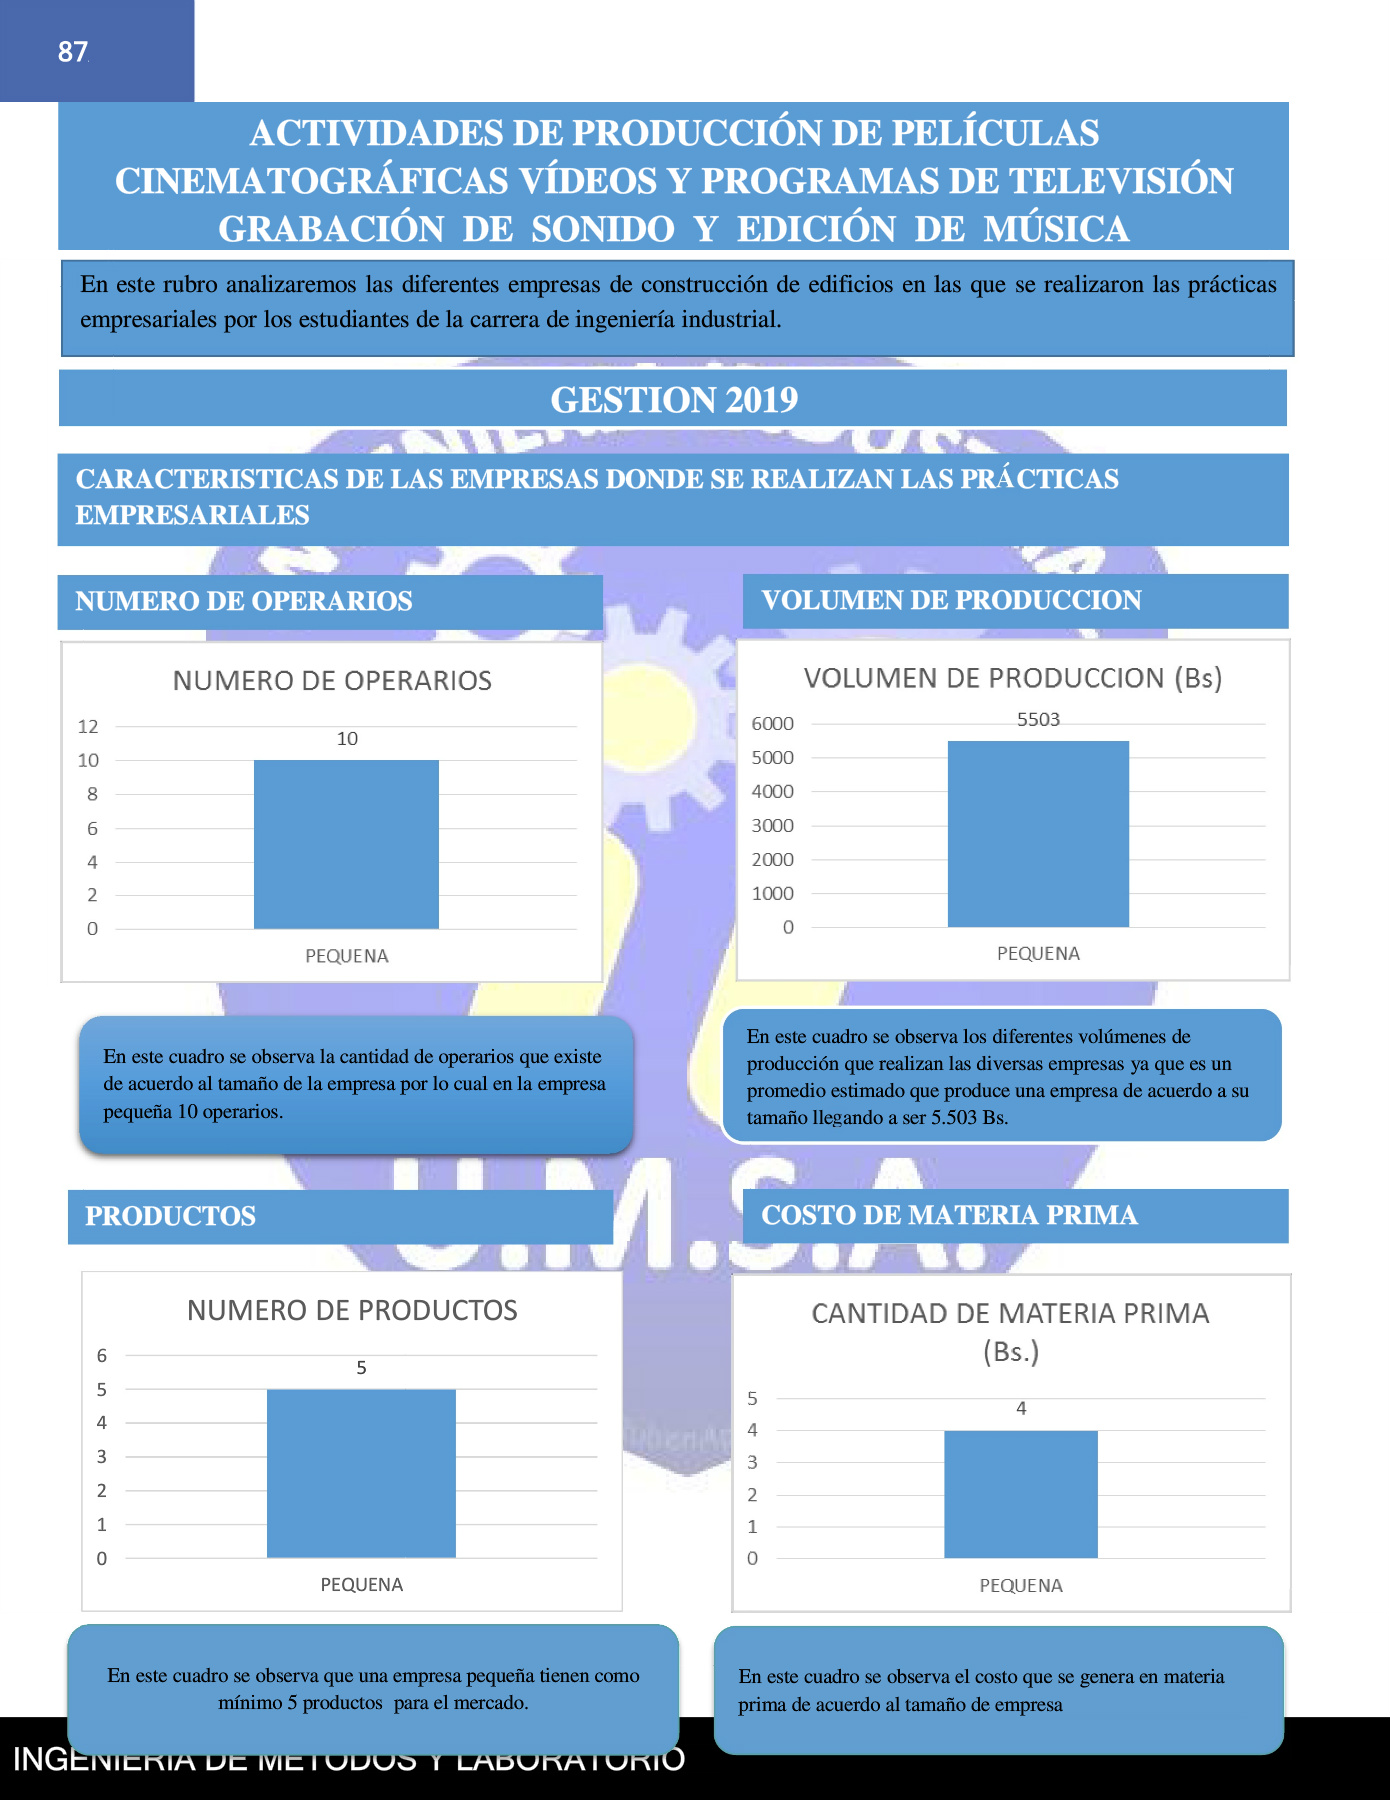 87
ACTIVIDADES DE PRODUCCIÓN DE PELÍCULAS
CINEMATOGRÁFICAS VÍDEOS Y PROGRAMAS DE TELEVISIÓN
GRABACIÓN DE SONIDO Y EDICIÓN DE MÚSICA
En este rubro analizaremos las diferentes empresas de construcción de edificios en las que se realizaron las prácticas
empresariales por los estudiantes de la carrera de ingeniería industrial.
GESTION 2019
CARACTERISTICAS DE LAS EMPRESAS DONDE SE REALIZAN LAS PRÁCTICAS
EMPRESARIALES
NUMERO DE OPERARIOS
NUMERO DE OPERARIOS
12
10
10
8
6
4
2
0
PEQUENA
En este cuadro se observa la cantidad de operarios que existe
de acuerdo al tamaño de la empresa por lo cual en la empresa
pequeña 10 operarios.
VOLUMEN DE PRODUCCION
VOLUMEN DE PRODUCCION (Bs)
6000
5503
5000
4000
3000
2000
1000
0
PEQUENA
En este cuadro se observa los diferentes volúmenes de
producción que realizan las diversas empresas ya que es un
promedio estimado que produce una empresa de acuerdo a su
tamaño llegando a ser 5.503 Bs.
U.M.S.A.
PRODUCTOS
NUMERO DE PRODUCTOS
6
5
5
4
3
2
1
0
PEQUENA
En este cuadro se observa que una empresa pequeña tienen como
mínimo 5 productos para el mercado.
COSTO DE MATERIA PRIMA
CANTIDAD DE MATERIA PRIMA
(Bs.)
5
4
4
3
2
1
0
PEQUENA
En este cuadro se observa el costo que se genera en materia
prima de acuerdo al tamaño de empresa
INGENIERIA DE METODOS Y LABORATORIO